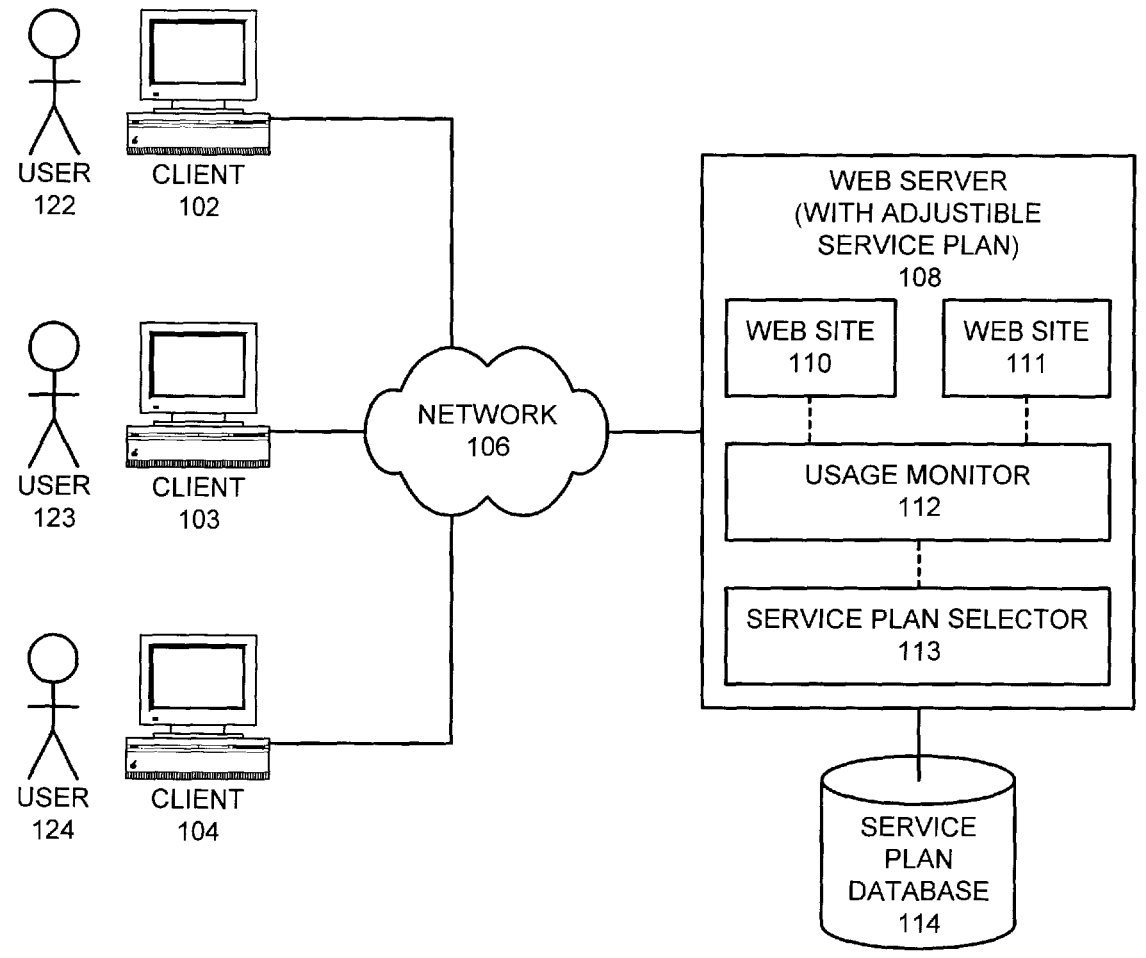 USER
122
CLIENT
102
USER
123
CLIENT
103
USER
124
CLIENT
104
NETWORK
106
WEB SERVER
(WITH ADJUSTIBLE
SERVICE PLAN)
108
WEB SITE
110
WEB SITE
111
USAGE MONITOR
112
SERVICE PLAN SELECTOR
113
SERVICE
PLAN
DATABASE
114